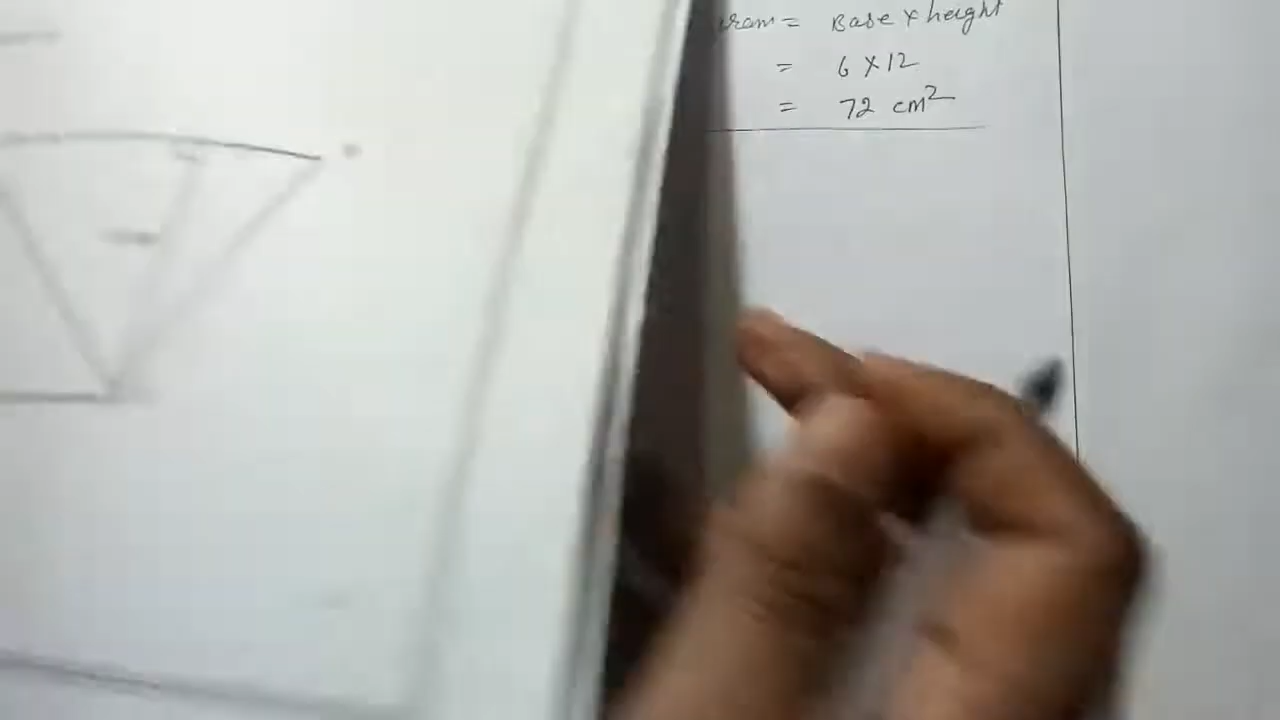 = Base x height
= 6 x 12
= 72 cm²